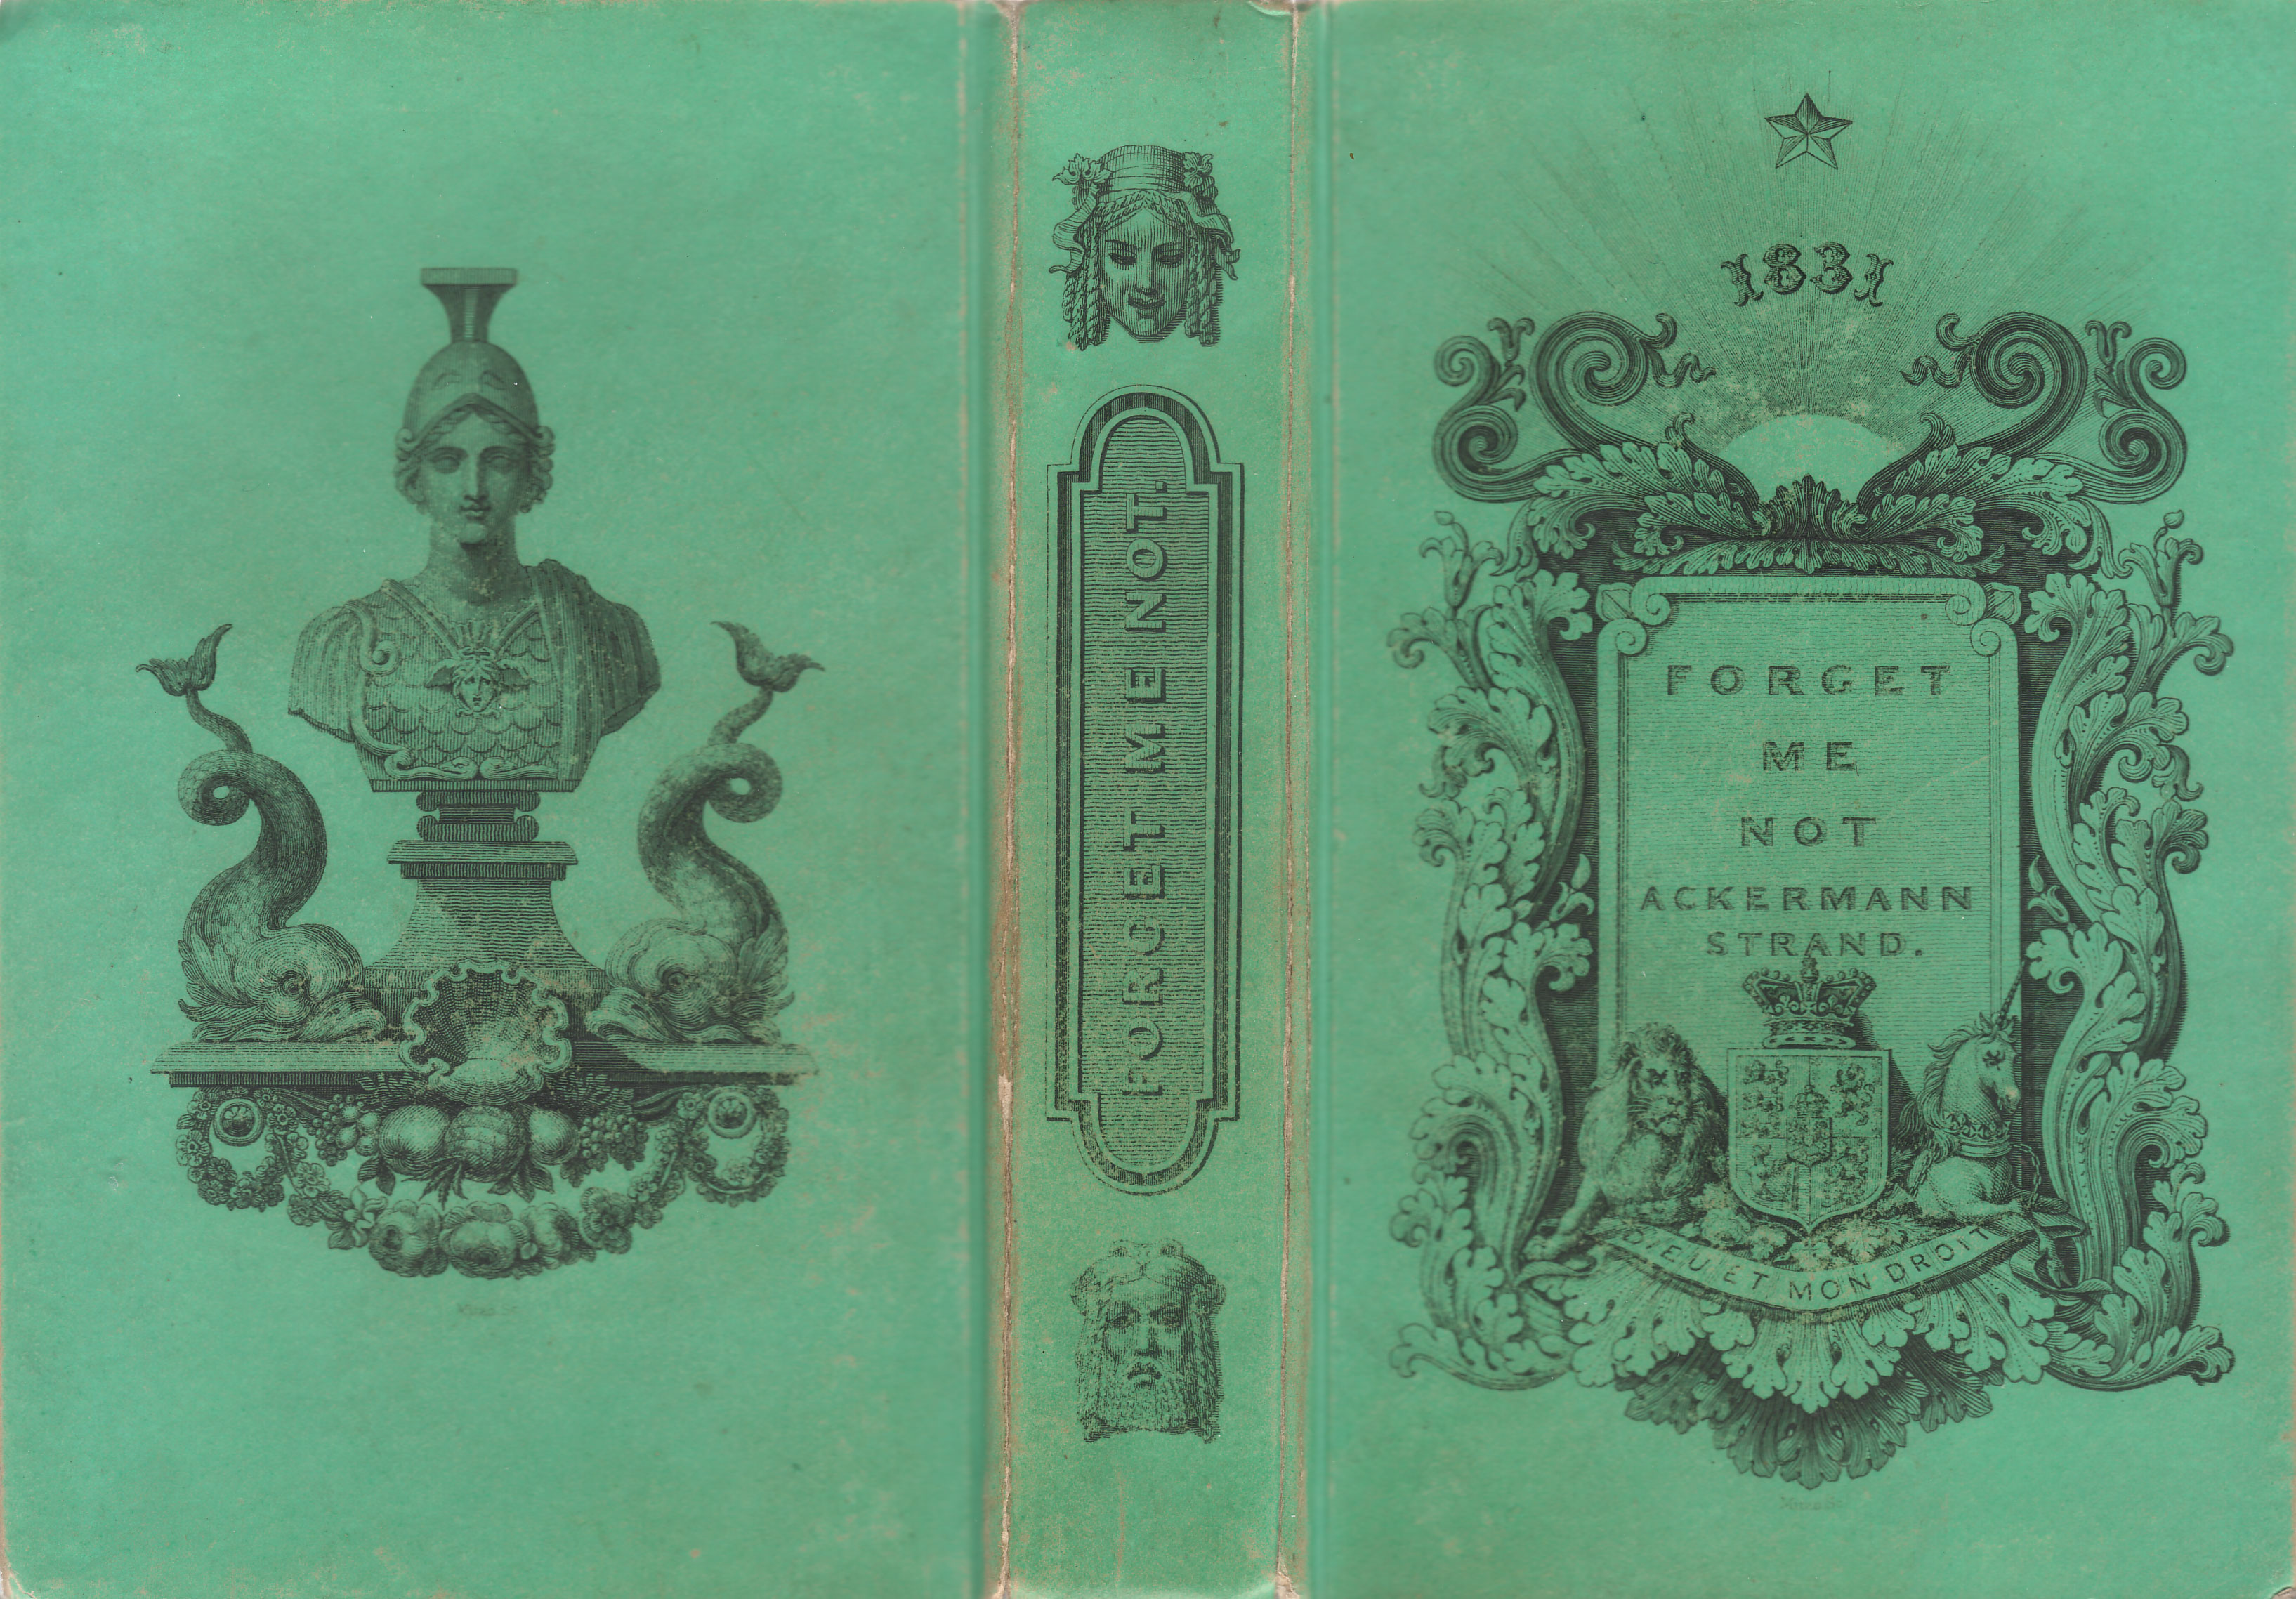 FORGET ME NOT.
1831
FORGET
ME
NOT
ACKERMANN
STRAND.
DIEU ET MON DROIT